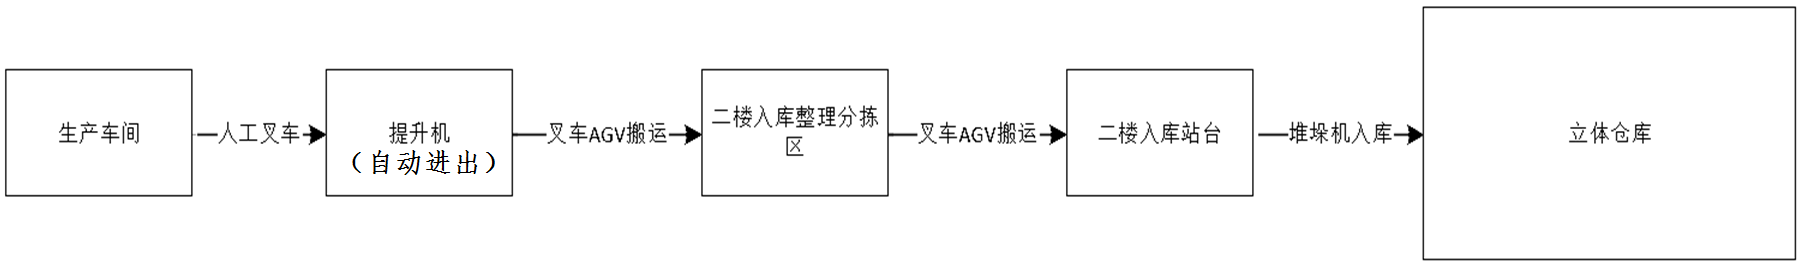 生产车间
人工叉车
提升机
（自动进出）
叉车AGV搬运
二楼入库整理分拣
区
叉车AGV搬运
二楼入库站台
堆垛机入库
立体仓库